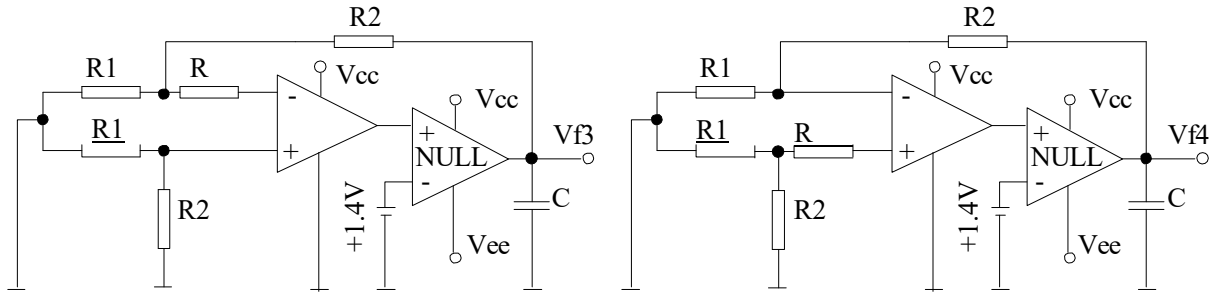 R2
R1
R
Vcc
Vcc
-
R1
+
+
NULL
Vf3
-
R2
+1.4V
C
Vee
R2
R1
Vcc
Vcc
-
R1
R
+
+
NULL
Vf4
-
R2
+1.4V
C
Vee